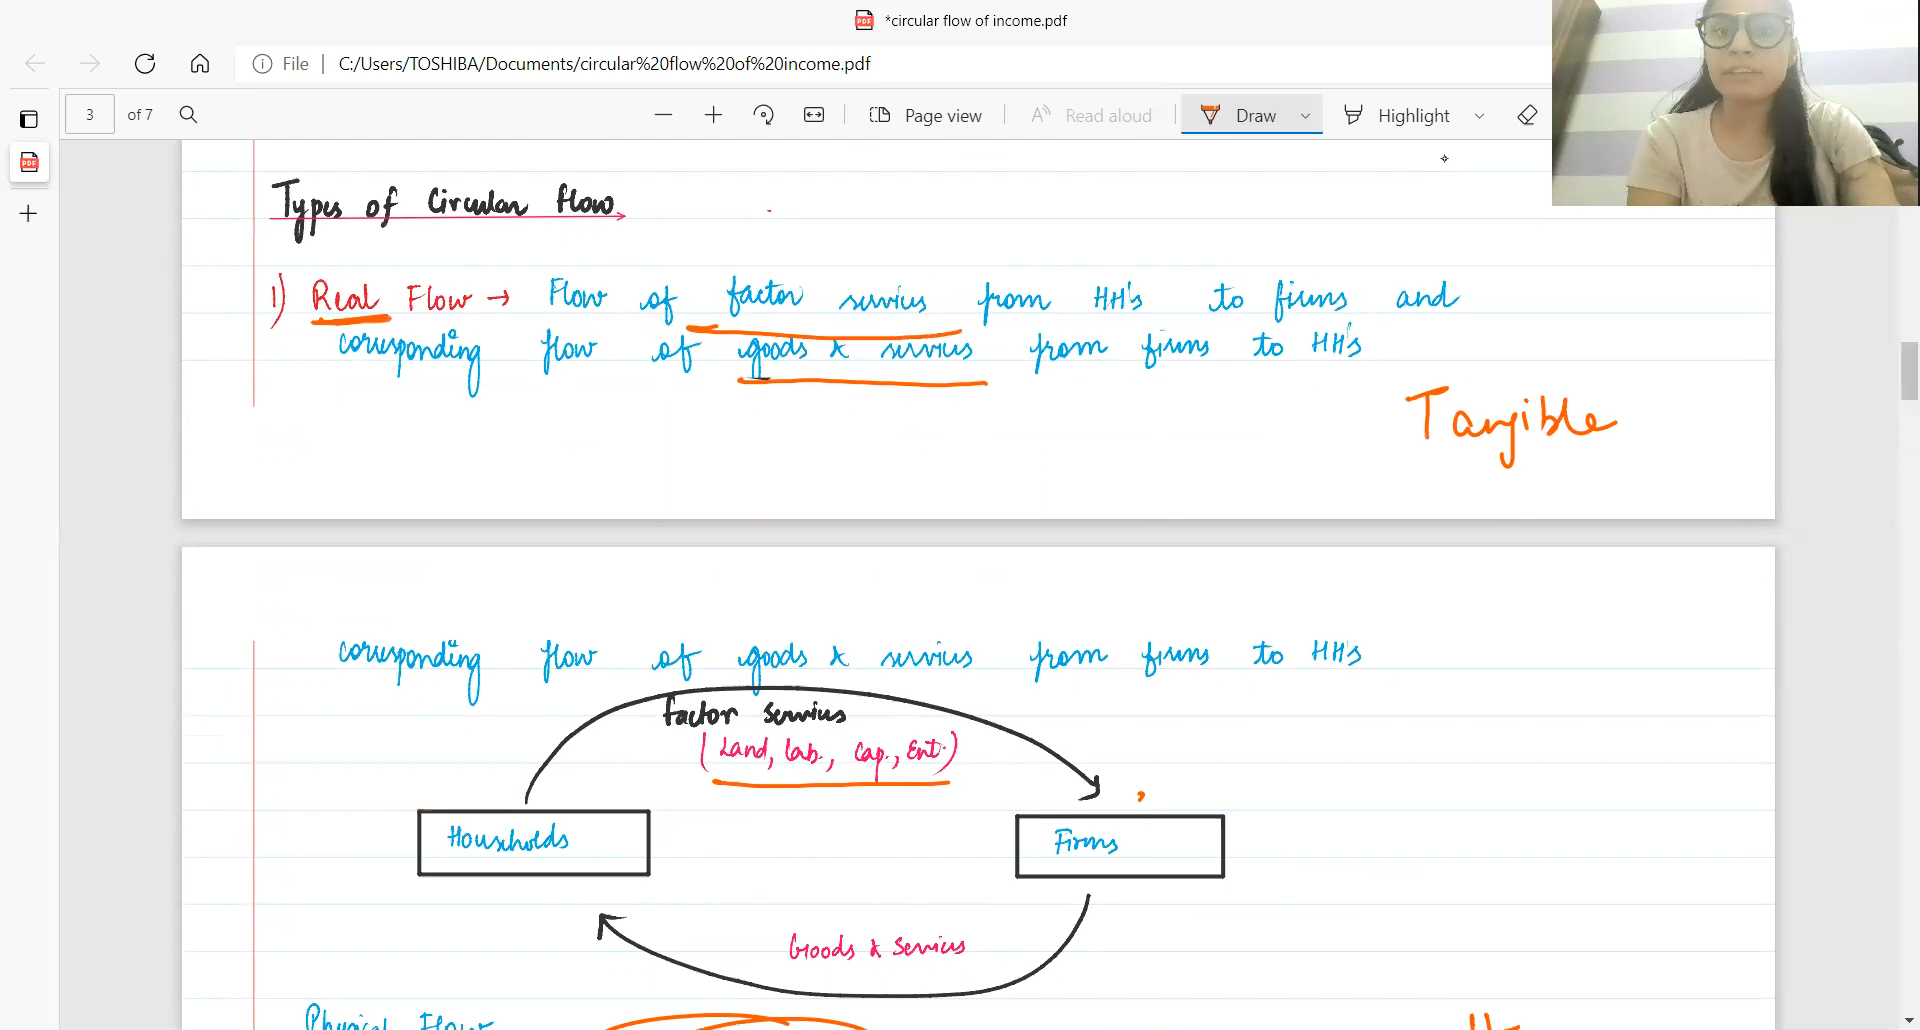 *circular flow of income.pdf
File | C:/Users/TOSHIBA/Documents/circular%20flow%20of%20income.pdf
3 of 7 Page view Read aloud Draw Highlight
Types of Circular flow
1) Real Flow → Flow of factor services from HH's to firms and
corresponding flow of goods & services from firms to HH's
Tangible
corresponding flow of goods & services from firms to HH's
factor services
(Land, Lab., Cap., Ent.)
Households
Firms
Goods & Services
Physical Flow